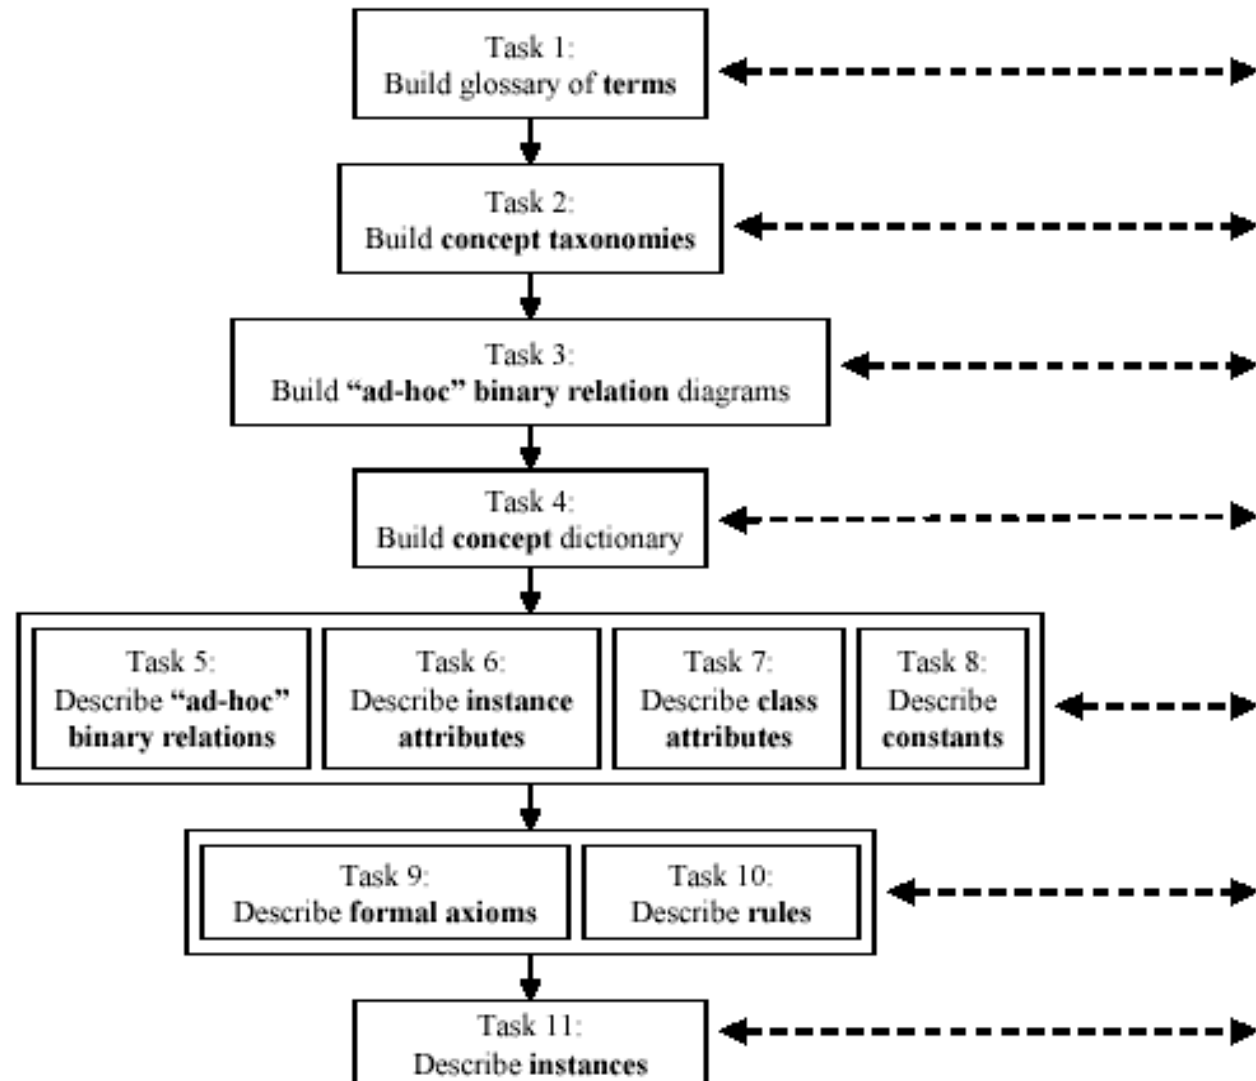 Task 1:
Build glossary of terms
Task 2:
Build concept taxonomies
Task 3:
Build “ad-hoc” binary relation diagrams
Task 4:
Build concept dictionary
Task 5:
Describe “ad-hoc”
binary relations
Task 6:
Describe instance
attributes
Task 7:
Describe class
attributes
Task 8:
Describe
constants
Task 9:
Describe formal axioms
Task 10:
Describe rules
Task 11:
Describe instances